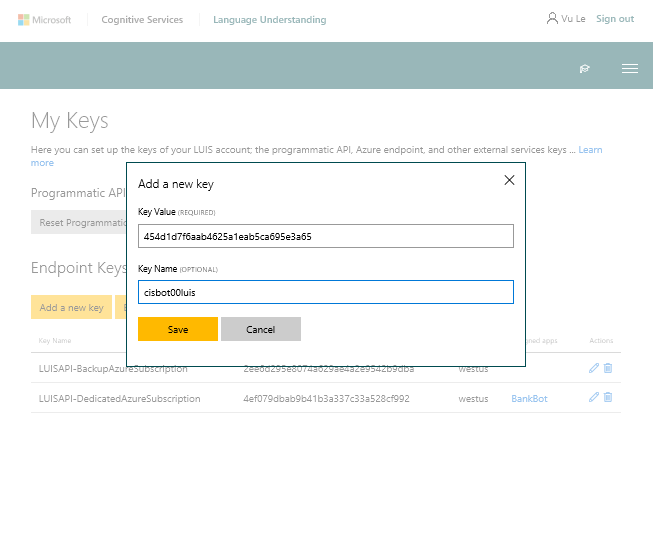 Microsoft Cognitive Services Language Understanding Vu Le Sign out
My Keys
Here you can set up the keys of your LUIS account; the programmatic API, Azure endpoint, and other external services keys ... Learn
more
Add a new key
Programmatic API
Key Value (REQUIRED)
Reset Programmatic
454d1d7f6aab4625a1eab5ca695e3a65
Endpoint Keys
Key Name (OPTIONAL)
cisbot00luis
Add a new key
Save Cancel
Key Name apps Actions
LUISAPI-BackupAzureSubscription 2ee6d295e8074a629ae4a2e9542b9dba westus
LUISAPI-DedicatedAzureSubscription 4ef079dbab9b41b3a337c33a528cf992 westus BankBot